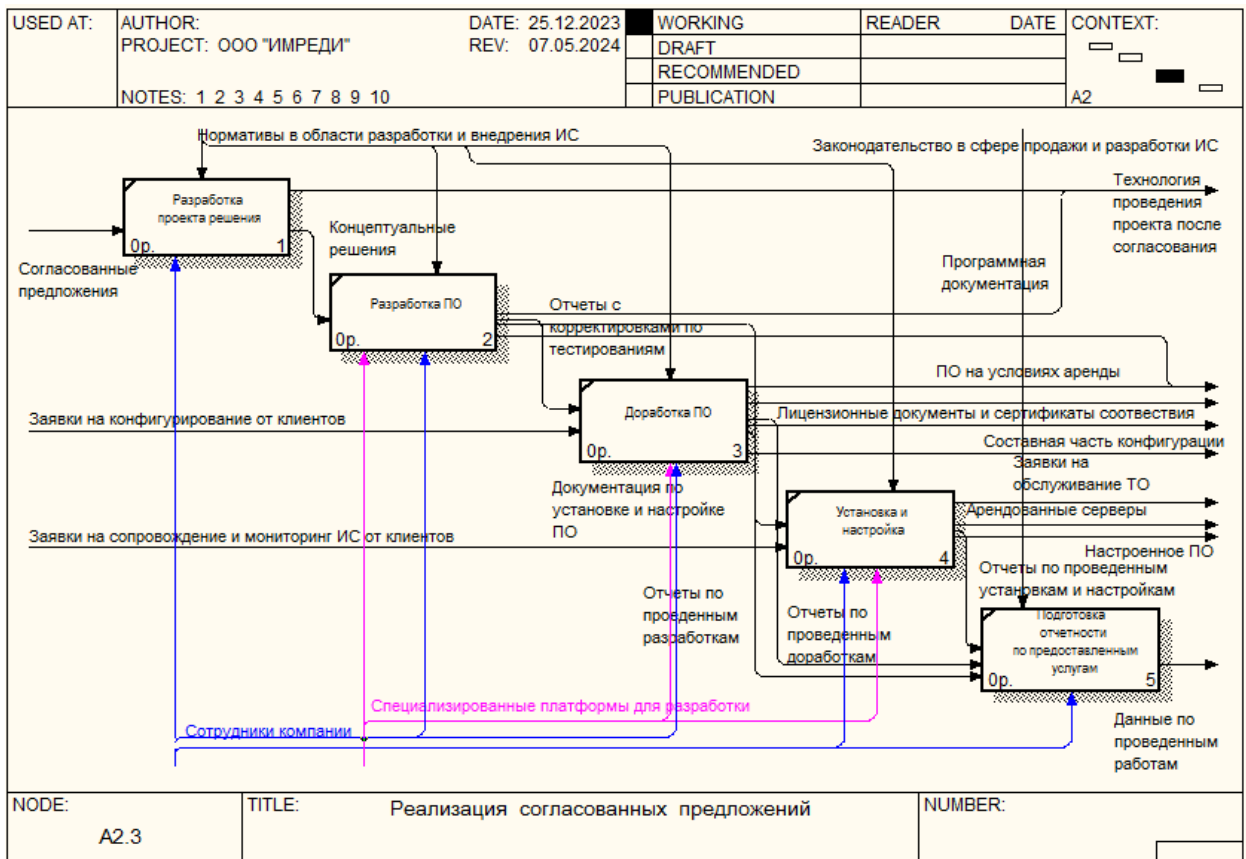 USED AT:
AUTHOR:
DATE: 25.12.2023
PROJECT: ООО "ИМРЕДИ"
REV: 07.05.2024
NOTES: 1 2 3 4 5 6 7 8 9 10
WORKING
DRAFT
RECOMMENDED
PUBLICATION
READER
DATE
CONTEXT:
A2
Нормативы в области разработки и внедрения ИС
Законодательство в сфере продажи и разработки ИС
Разработка
проекта решения
0р.
1
Технология
проведения
проекта после
согласования
Концептуальные
решения
Согласованные
предложения
Программная
документация
Разработка ПО
0р.
2
Отчеты с
корректировками по
тестированиям
ПО на условиях аренды
Доработка ПО
0р.
3
Заявки на конфигурирование от клиентов
Лицензионные документы и сертификаты соотвествия
Составная часть конфигурации
Заявки на
обслуживание ТО
Документация по
установке и настройке
ПО
Установка и
настройка
0р.
4
Арендованные серверы
Заявки на сопровождение и мониторинг ИС от клиентов
Настроенное ПО
Отчеты по проведенным
установкам и настройкам
Отчеты по
проведенным
разработкам
Отчеты по
проведенным
доработкам
Подготовка
отчетности
по предоставленным
услугам
0р.
5
Специализированные платформы для разработки
Сотрудники компании
Данные по
проведенным
работам
NODE:
A2.3
TITLE:
Реализация согласованных предложений
NUMBER: